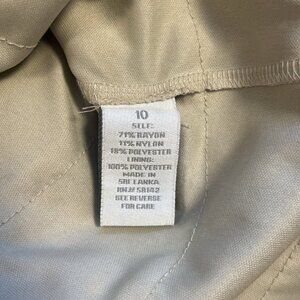 10
SELF:
71% RAYON
11% NYLON
18% POLYESTER
LINING:
100% POLYESTER
MADE IN
SRI LANKA
RN# 58142
SEE REVERSE
FOR CARE